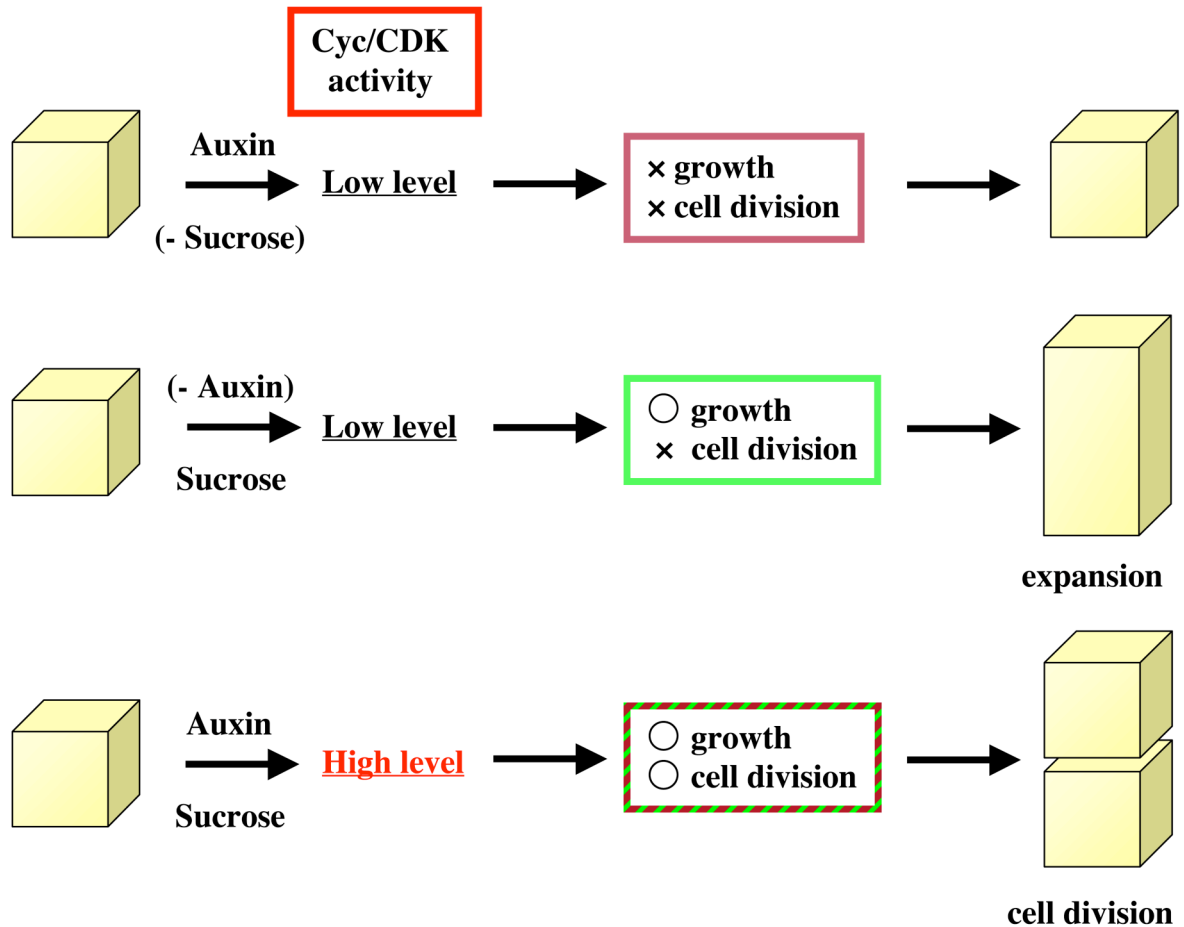 Cyc/CDK
activity
Auxin
(- Sucrose)
Low level
× growth
× cell division
(- Auxin)
Sucrose
Low level
○ growth
× cell division
expansion
Auxin
Sucrose
High level
○ growth
○ cell division
cell division